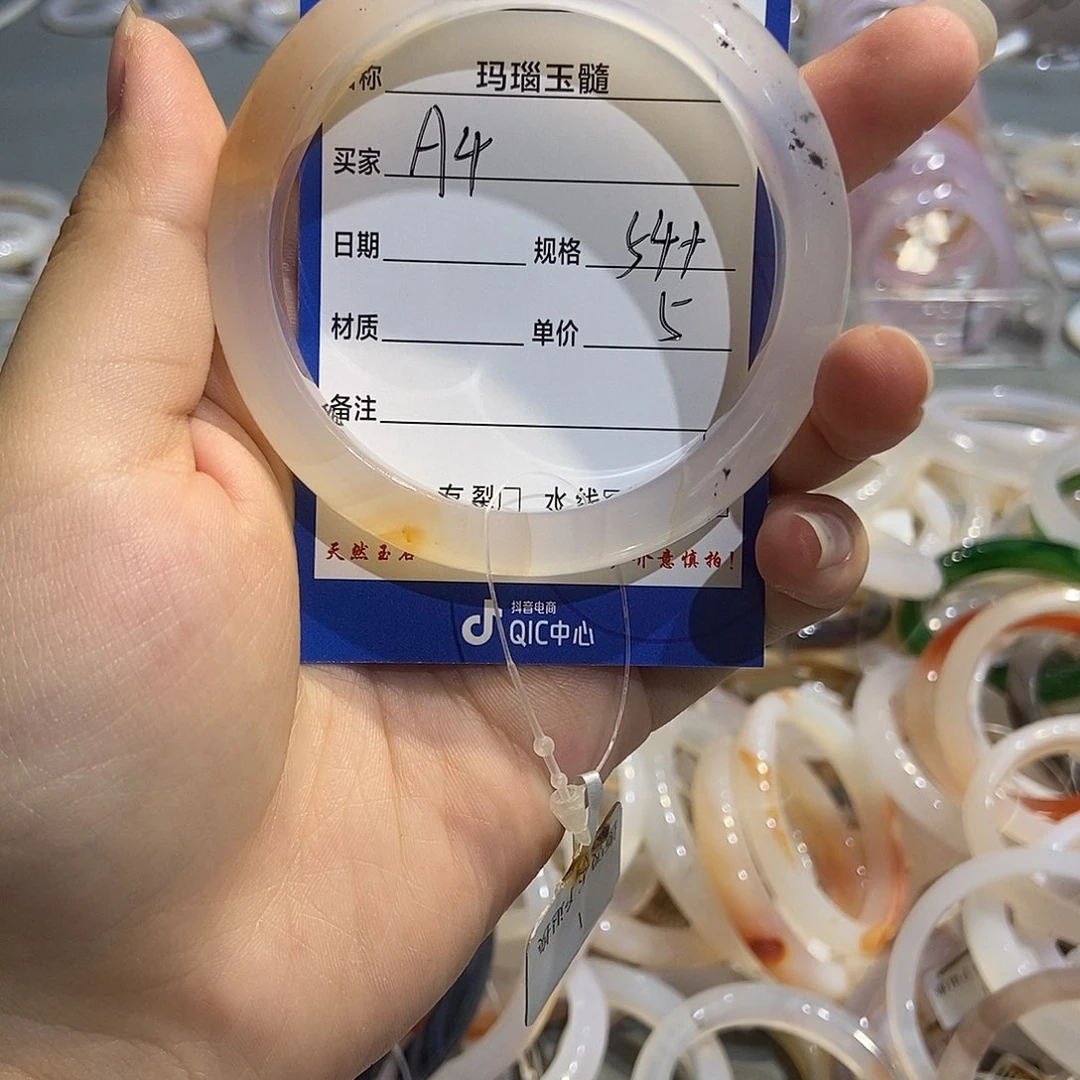 称 玛瑙玉髓
买家 A4
日期 规格 54+
材质 单价 5
备注
有裂 水线
天然玉石 介意慎拍!
抖音电商
QIC中心